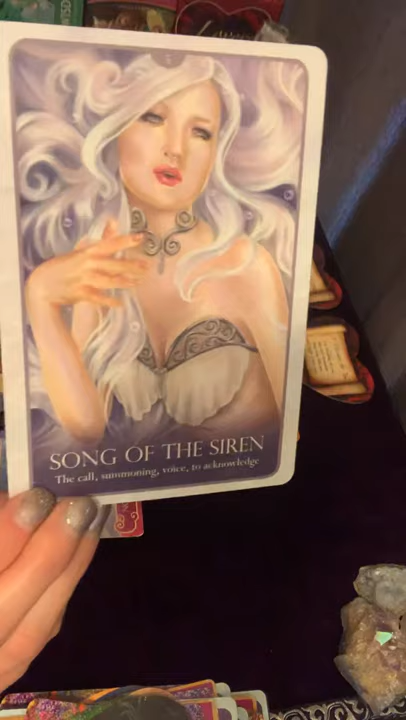 SONG OF THE SIREN
The call, summoning, voice, to acknowledge